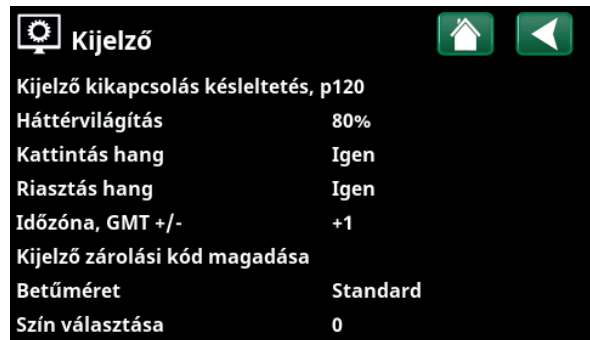 Kijelző
Kijelző kikapcsolás késleltetés, p120
Háttérvilágítás 80%
Kattintás hang Igen
Riasztás hang Igen
Időzóna, GMT +/- +1
Kijelző zárolási kód magadása
Betűméret Standard
Szín választása 0